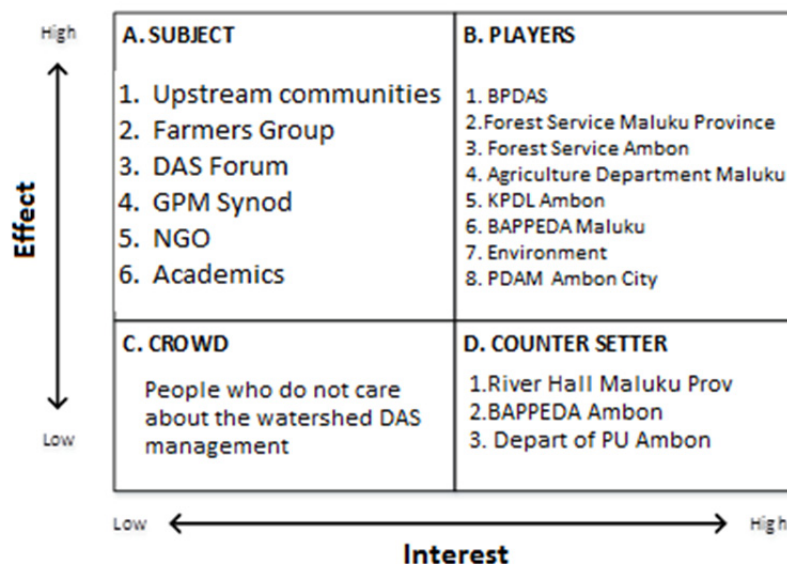 High
Effect
Low
A. SUBJECT
1. Upstream communities
2. Farmers Group
3. DAS Forum
4. GPM Synod
5. NGO
6. Academics
B. PLAYERS
1. BPDAS
2.Forest Service Maluku Province
3. Forest Service Ambon
4. Agriculture Department Maluku
5. KPDL Ambon
6. BAPPEDA Maluku
7. Environment
8. PDAM Ambon City
C. CROWD
People who do not care
about the watershed DAS
management
D. COUNTER SETTER
1.River Hall Maluku Prov
2.BAPPEDA Ambon
3. Depart of PU Ambon
Low
High
Interest